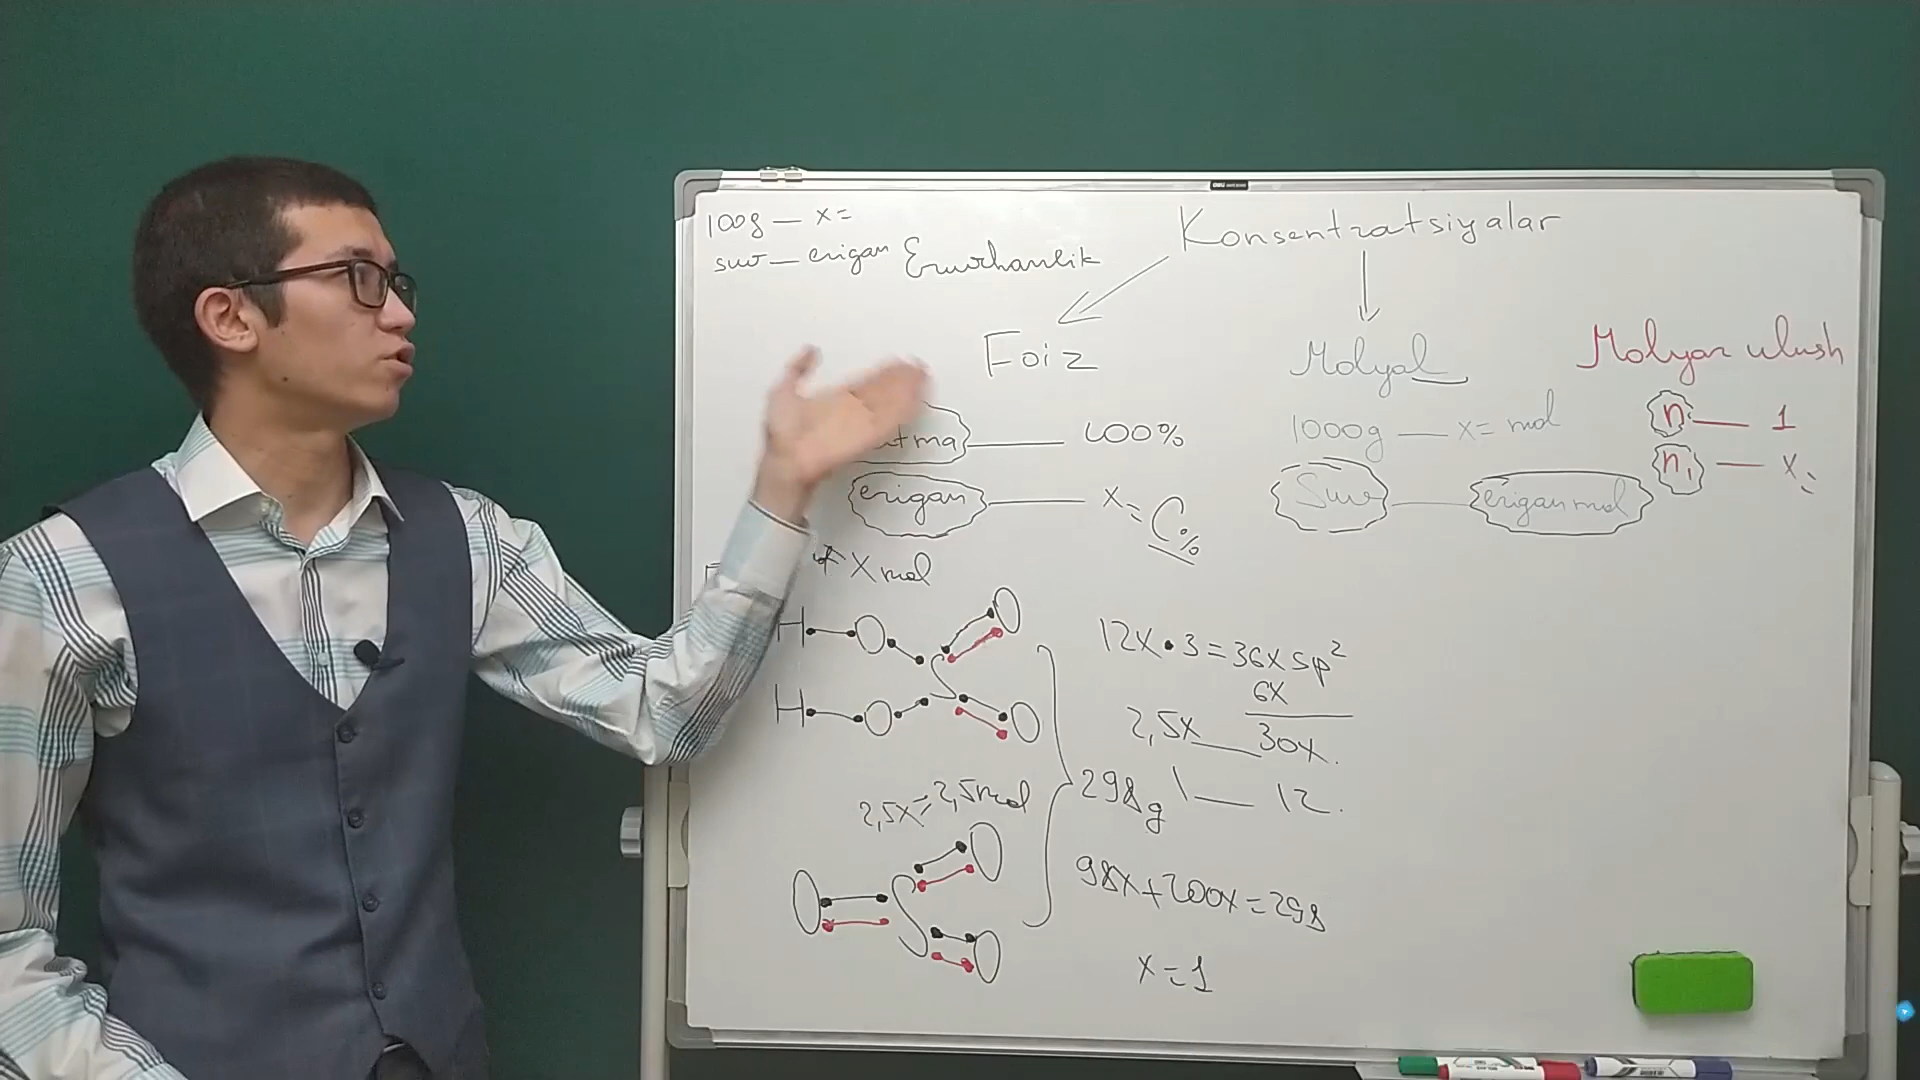 100g — x=
suv — erigan Eruvchanlik
Konsentratsiyalar
Foiz
100%
erigan — x= C%
Molyal
1000g — x= mol
Suv — erigan mol
Molyar ulush
n — 1
n₁ — x=
X mol
H O S O
H O O
2,5x=2,5mol
O S O
O
298g
12x•3=36x sp²
6x
2,5x — 30x.
1 — 12.
98x+200x=298
x=1